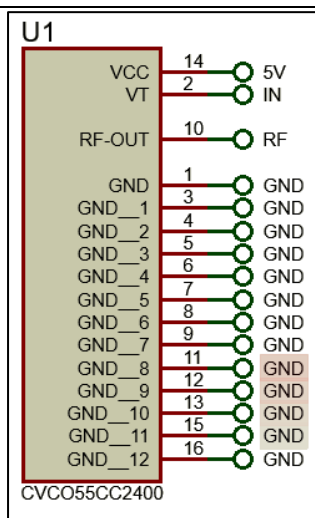 U1
VCC 14 5V
VT 2 IN
RF-OUT 10 RF
GND 1 GND
GND__1 3 GND
GND__2 4 GND
GND__3 5 GND
GND__4 6 GND
GND__5 7 GND
GND__6 8 GND
GND__7 9 GND
GND__8 11 GND
GND__9 12 GND
GND__10 13 GND
GND__11 15 GND
GND__12 16 GND
CVCO55CC2400